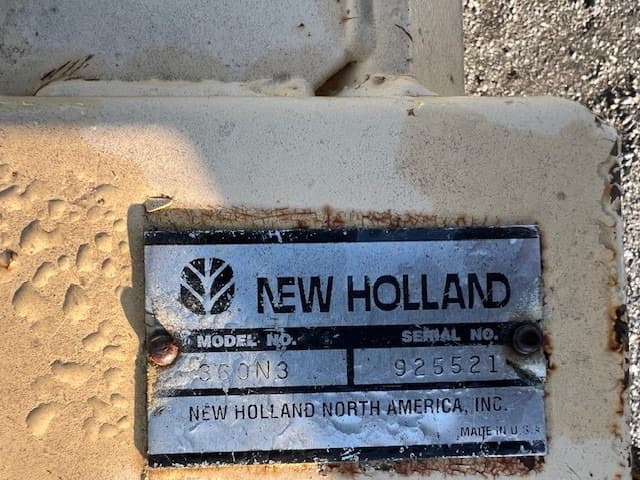 NEW HOLLAND
MODEL NO. SERIAL NO.
360N3 925521
NEW HOLLAND NORTH AMERICA, INC.
MADE IN U.S.A